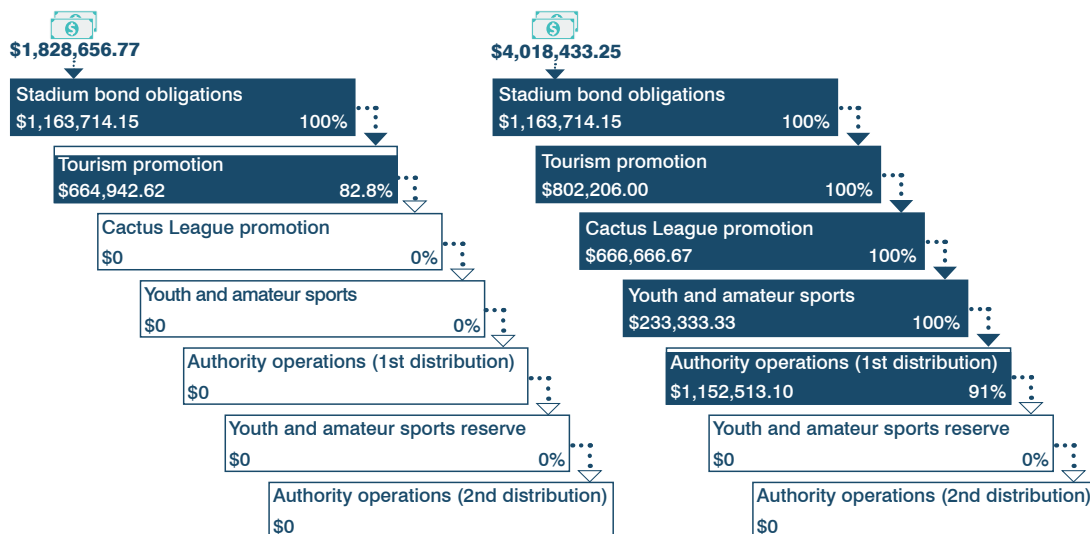 $1,828,656.77
Stadium bond obligations
$1,163,714.15 100%
Tourism promotion
$664,942.62 82.8%
Cactus League promotion
$0 0%
Youth and amateur sports
$0 0%
Authority operations (1st distribution)
$0
Youth and amateur sports reserve
$0 0%
Authority operations (2nd distribution)
$0
$4,018,433.25
Stadium bond obligations
$1,163,714.15 100%
Tourism promotion
$802,206.00 100%
Cactus League promotion
$666,666.67 100%
Youth and amateur sports
$233,333.33 100%
Authority operations (1st distribution)
$1,152,513.10 91%
Youth and amateur sports reserve
$0 0%
Authority operations (2nd distribution)
$0